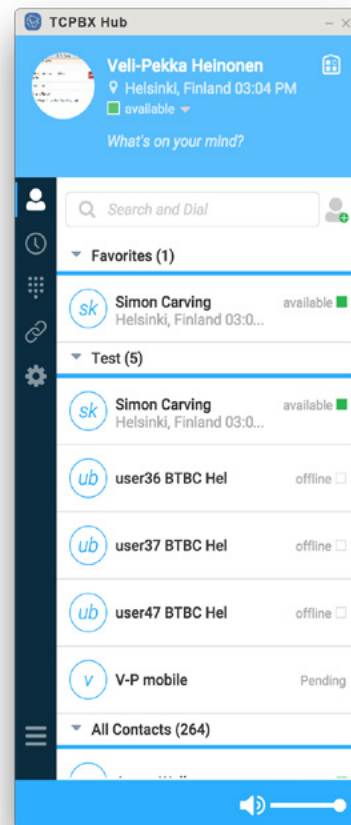 TCPBX Hub
Veli-Pekka Heinonen
Helsinki, Finland 03:04 PM
available
What's on your mind?
Search and Dial
Favorites (1)
sk
Simon Carving
available
Helsinki, Finland 03:0...
Test (5)
sk
Simon Carving
available
Helsinki, Finland 03:0...
ub
user36 BTBC Hel
offline
ub
user37 BTBC Hel
offline
ub
user47 BTBC Hel
offline
v
V-P mobile
Pending
All Contacts (264)